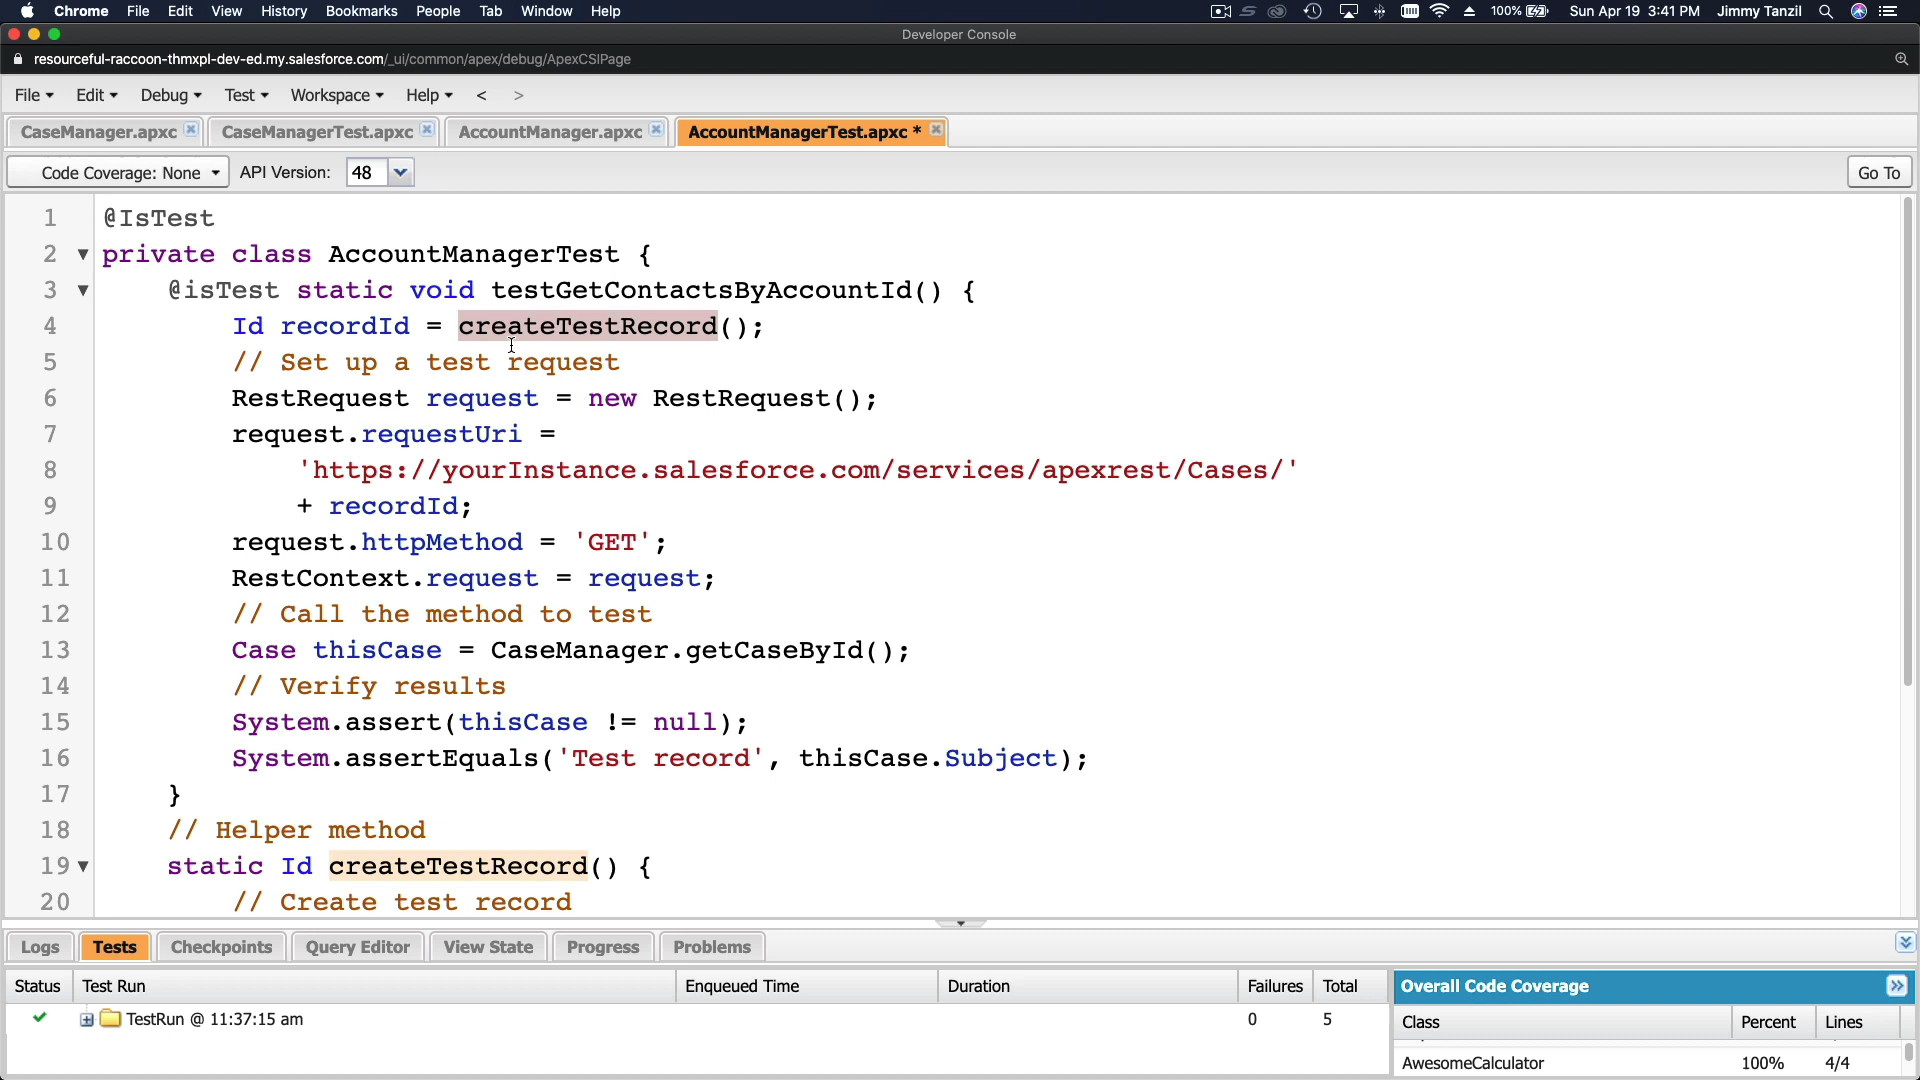 Chrome File Edit View History Bookmarks People Tab Window Help 100% Sun Apr 19 3:41 PM Jimmy Tanzil
Developer Console
resourceful-raccoon-thmxpl-dev-ed.my.salesforce.com/_ui/common/apex/debug/ApexCSIPage
File Edit Debug Test Workspace Help < >
CaseManager.apxc CaseManagerTest.apxc AccountManager.apxc AccountManagerTest.apxc *
Code Coverage: None API Version: 48 Go To
1 @IsTest
2 private class AccountManagerTest {
3 @isTest static void testGetContactsByAccountId() {
4 Id recordId = createTestRecord();
5 // Set up a test request
6 RestRequest request = new RestRequest();
7 request.requestUri =
8 'https://yourInstance.salesforce.com/services/apexrest/Cases/'
9 + recordId;
10 request.httpMethod = 'GET';
11 RestContext.request = request;
12 // Call the method to test
13 Case thisCase = CaseManager.getCaseById();
14 // Verify results
15 System.assert(thisCase != null);
16 System.assertEquals('Test record', thisCase.Subject);
17 }
18 // Helper method
19 static Id createTestRecord() {
20 // Create test record
Logs Tests Checkpoints Query Editor View State Progress Problems
Status Test Run Enqueued Time Duration Failures Total Overall Code Coverage
TestRun @ 11:37:15 am 0 5 Class Percent Lines
AwesomeCalculator 100% 4/4